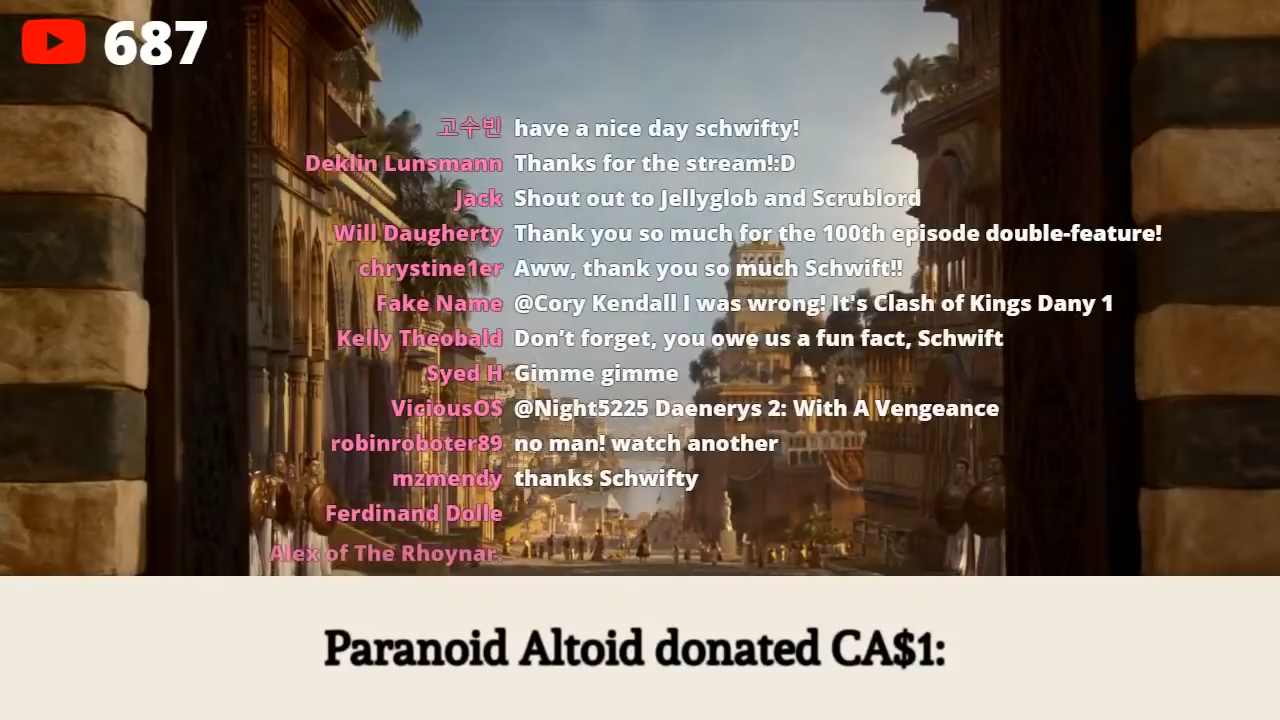 687
고수빈 have a nice day schwifty!
Deklin Lunsmann Thanks for the stream!:D
Jack Shout out to Jellyglob and Scrublord
Will Daugherty Thank you so much for the 100th episode double-feature!
chrystine1er Aww, thank you so much Schwift!!
Fake Name @Cory Kendall I was wrong! It's Clash of Kings Dany 1
Kelly Theobald Don’t forget, you owe us a fun fact, Schwift
Syed H Gimme gimme
ViciousOS @Night5225 Daenerys 2: With A Vengeance
robinroboter89 no man! watch another
mzmendy thanks Schwifty
Ferdinand Dolle
Alex of The Rhoynar.
Paranoid Altoid donated CA$1: